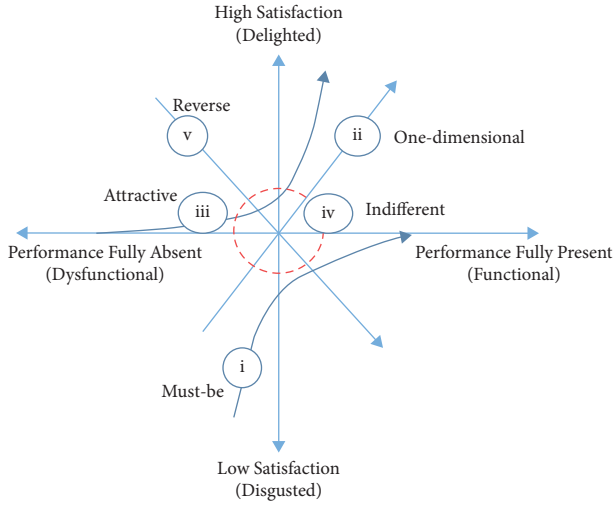 High Satisfaction
(Delighted)
Reverse
v
ii
One-dimensional
Attractive
iii
iv
Indifferent
Performance Fully Absent
(Dysfunctional)
Performance Fully Present
(Functional)
i
Must-be
Low Satisfaction
(Disgusted)